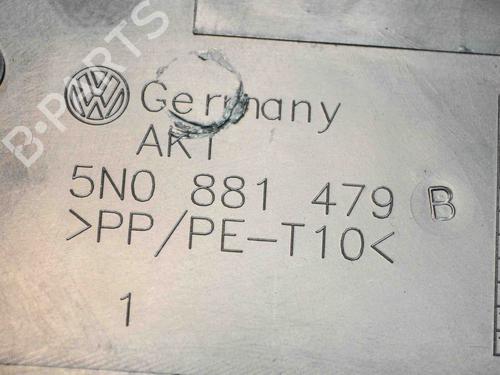 B-PARTS
Germany
AKT
5N0 881 479 B
>PP/PE-T10<
1